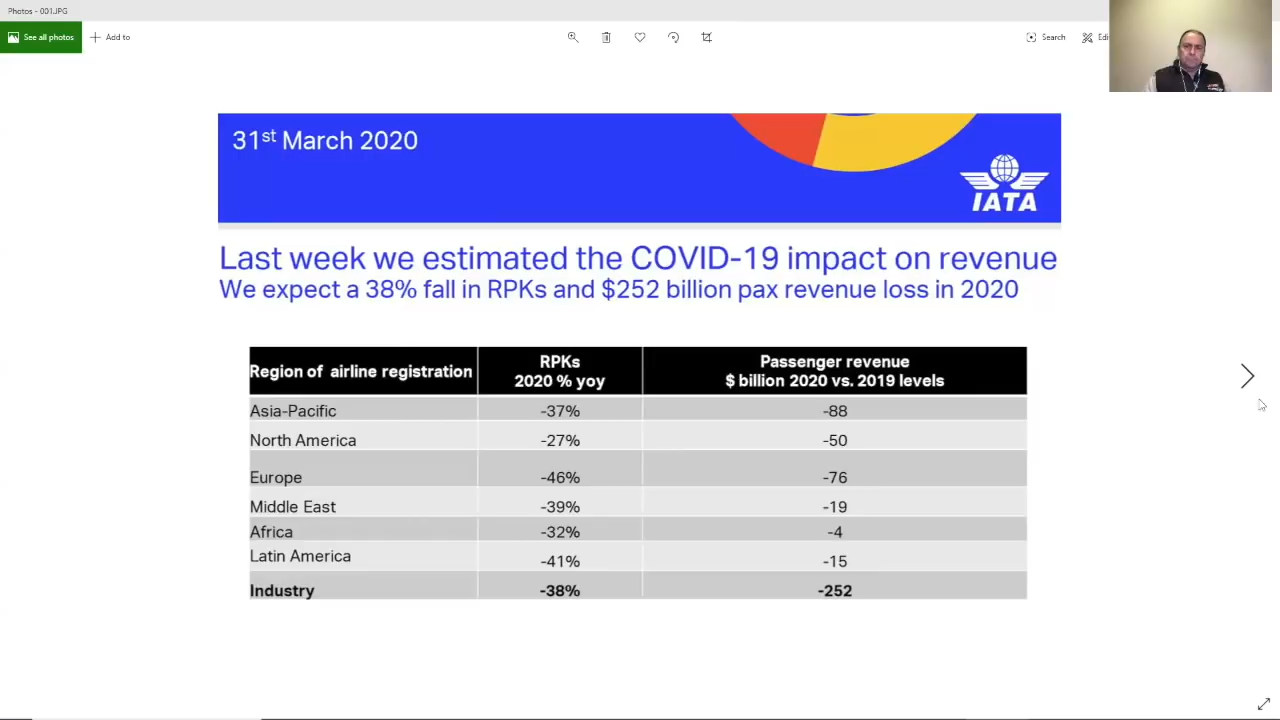 Photos - 001.JPG
See all photos
Add to
Search
31st March 2020
IATA
Last week we estimated the COVID-19 impact on revenue
We expect a 38% fall in RPKs and $252 billion pax revenue loss in 2020
Region of airline registration RPKs 2020 % yoy Passenger revenue $ billion 2020 vs. 2019 levels
Asia-Pacific -37% -88
North America -27% -50
Europe -46% -76
Middle East -39% -19
Africa -32% -4
Latin America -41% -15
Industry -38% -252